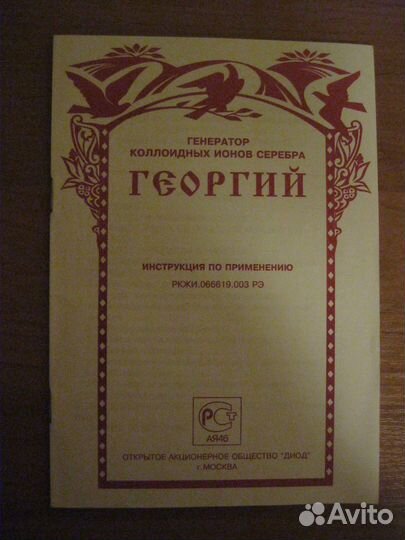 ГЕНЕРАТОР
КОЛЛОИДНЫХ ИОНОВ СЕРЕБРА
ГЕОРГИЙ
ИНСТРУКЦИЯ ПО ПРИМЕНЕНИЮ
РКЖИ.066619.003 РЭ
РСТ
АЯ46
ОТКРЫТОЕ АКЦИОНЕРНОЕ ОБЩЕСТВО "ДИОД"
г. МОСКВА
Avito